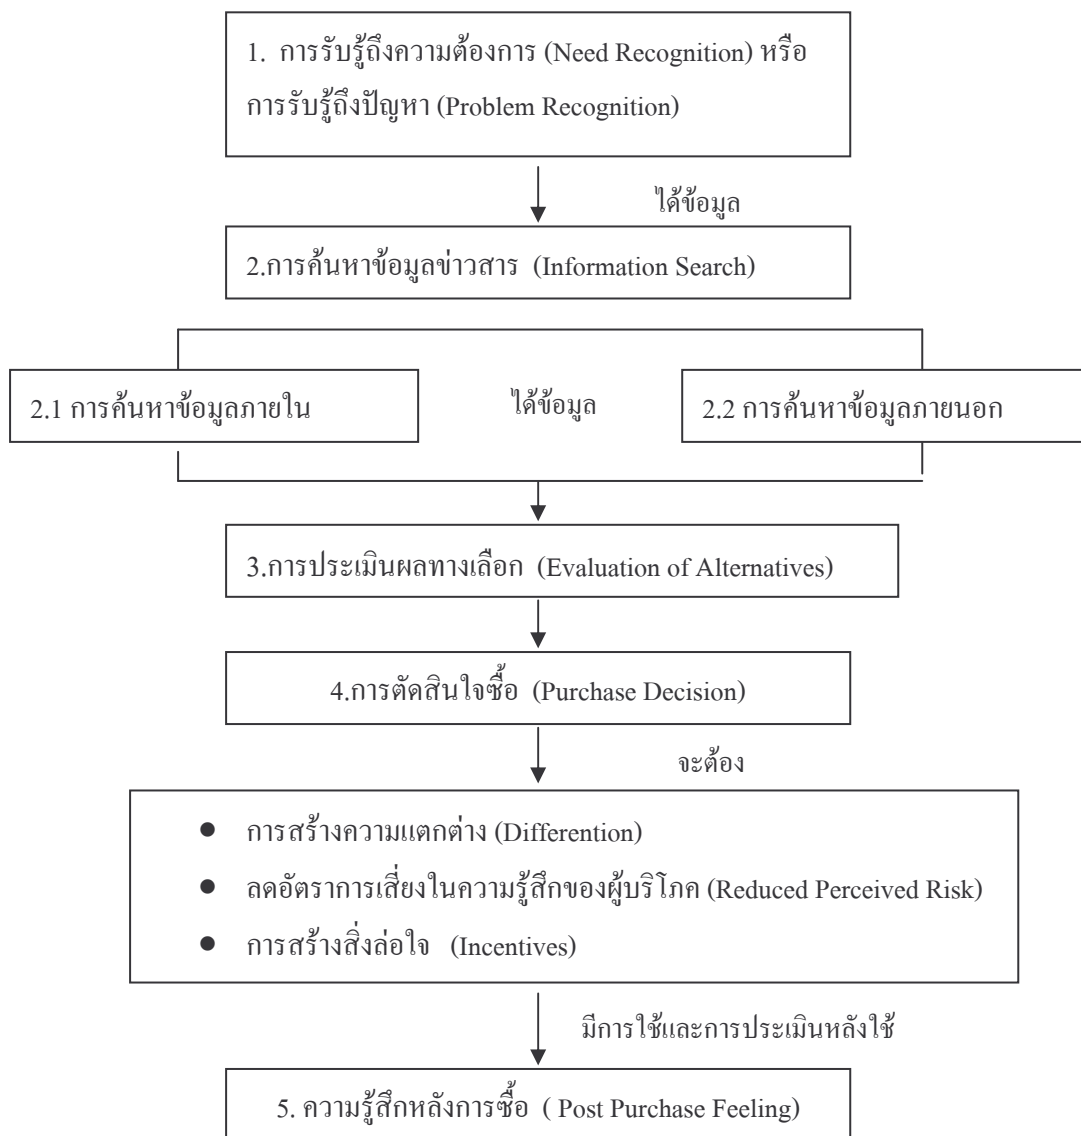 1. การรับรู้ถึงความต้องการ (Need Recognition) หรือ
การรับรู้ถึงปัญหา (Problem Recognition)
ได้ข้อมูล
2.การค้นหาข้อมูลข่าวสาร (Information Search)
2.1 การค้นหาข้อมูลภายใน
ได้ข้อมูล
2.2 การค้นหาข้อมูลภายนอก
3.การประเมินผลทางเลือก (Evaluation of Alternatives)
4.การตัดสินใจซื้อ (Purchase Decision)
จะต้อง
● การสร้างความแตกต่าง (Differention)
● ลดอัตราการเสี่ยงในความรู้สึกของผู้บริโภค (Reduced Perceived Risk)
● การสร้างสิ่งล่อใจ (Incentives)
มีการใช้และการประเมินหลังใช้
5. ความรู้สึกหลังการซื้อ ( Post Purchase Feeling)